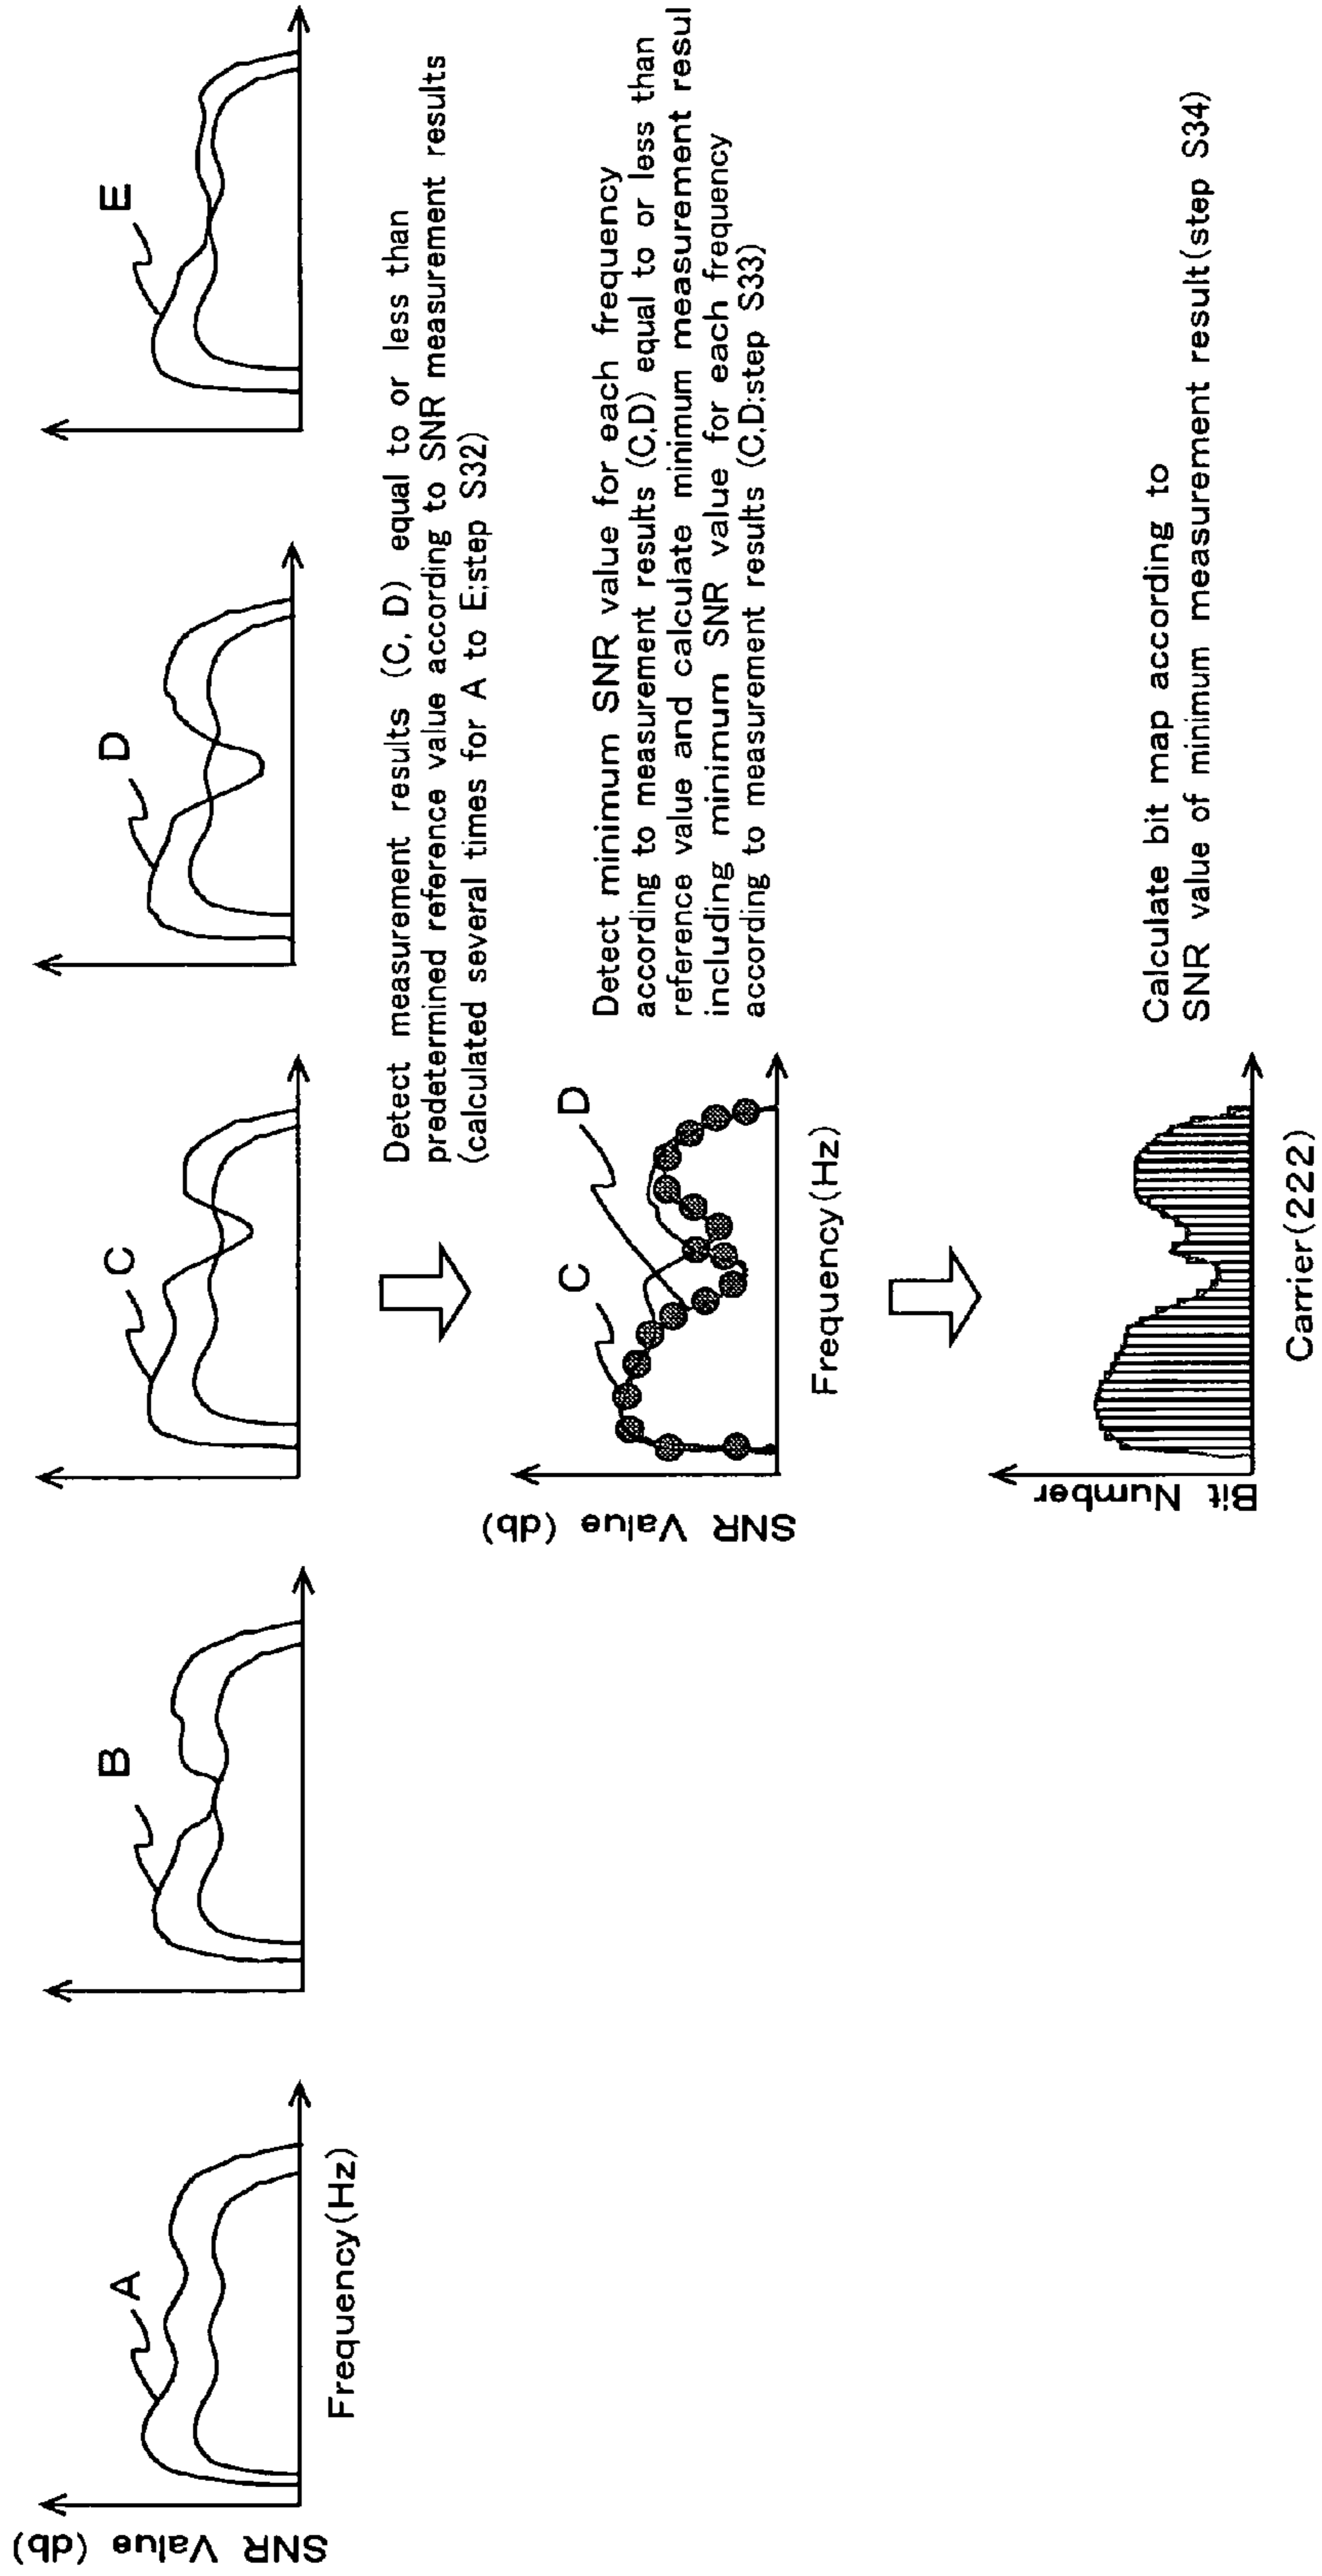 SNR Value (db)
A
B
C
D
E
Frequency(Hz)
Detect measurement results (C, D) equal to or less than
predetermined reference value according to SNR measurement results
(calculated several times for A to E;step S32)
SNR Value (db)
C
D
Frequency(Hz)
Detect minimum SNR value for each frequency
according to measurement results (C,D) equal to or less than
reference value and calculate minimum measurement resul
including minimum SNR value for each frequency
according to measurement results (C,D;step S33)
Bit Number
Carrier(222)
Calculate bit map according to
SNR value of minimum measurement result(step S34)